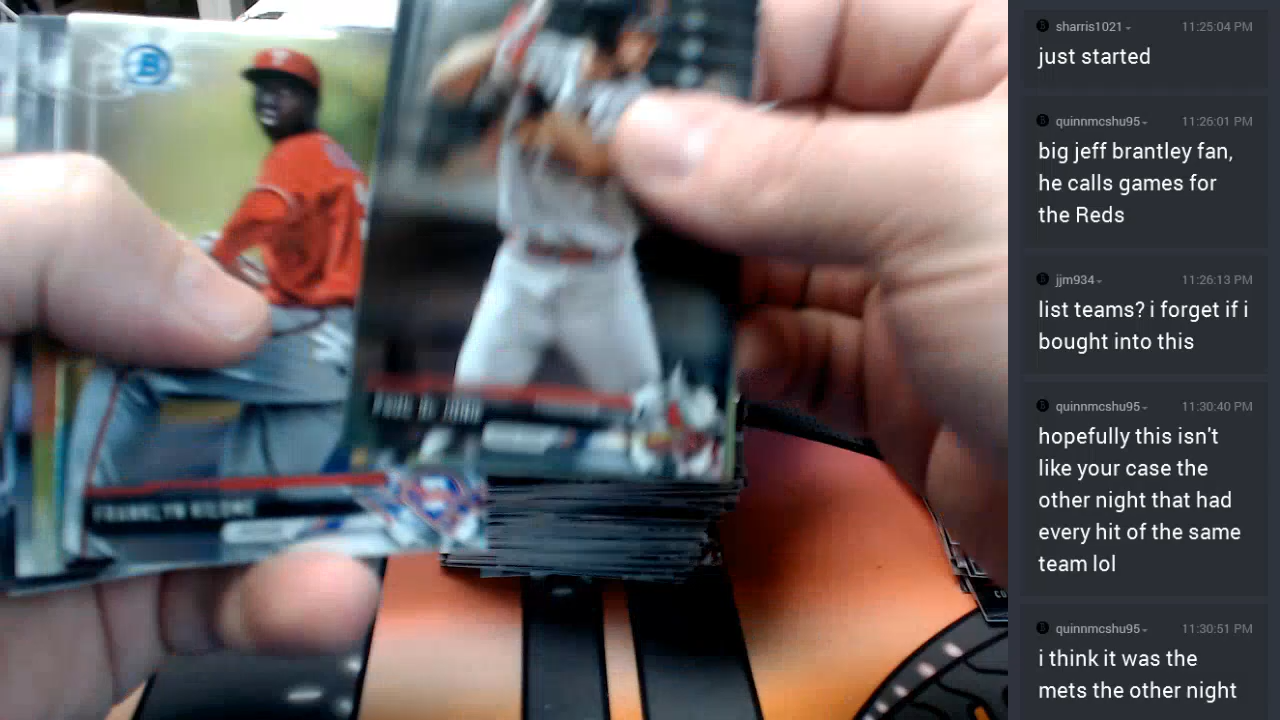 B
FRANKLYN KILOME
PAUL DE JONG
sharris1021
11:25:04 PM
just started
quinnmcshu95
11:26:01 PM
big jeff brantley fan,
he calls games for
the Reds
jjm934
11:26:13 PM
list teams? i forget if i
bought into this
quinnmcshu95
11:30:40 PM
hopefully this isn't
like your case the
other night that had
every hit of the same
team lol
quinnmcshu95
11:30:51 PM
i think it was the
mets the other night